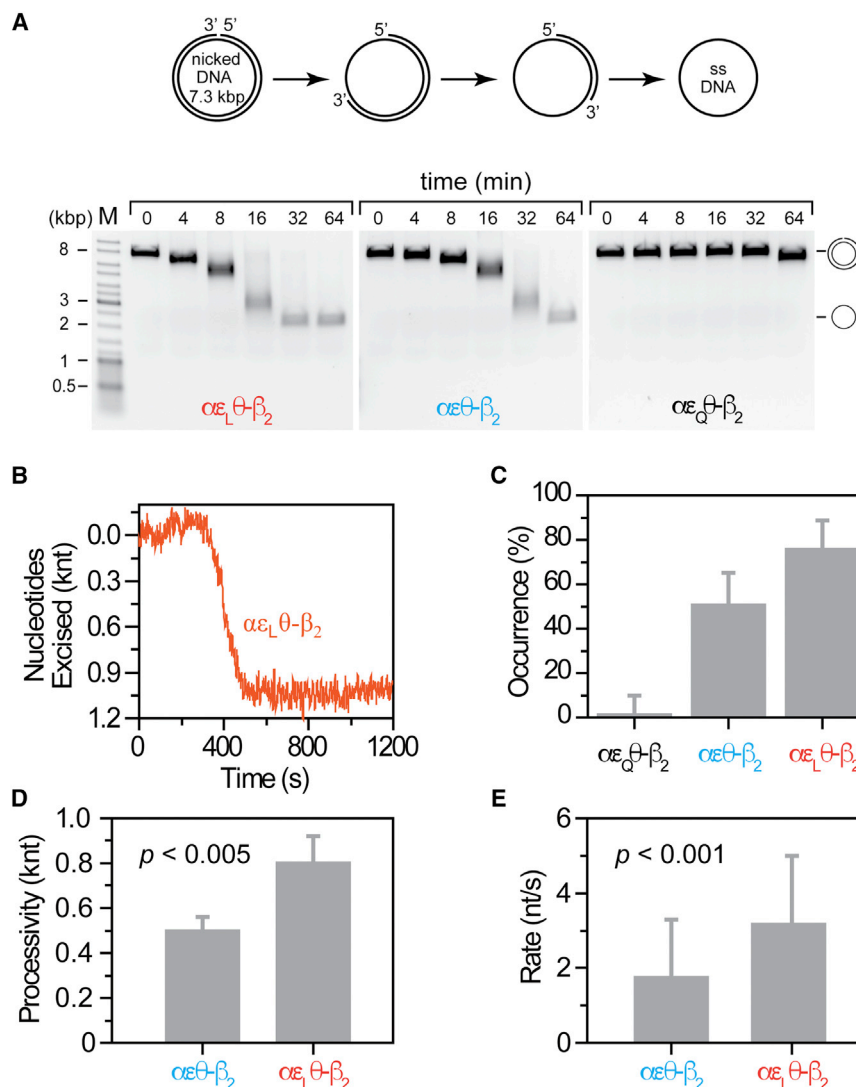 A
3’ 5’
nicked
DNA
7.3 kbp
5’
3’
5’
3’
ss
DNA
time (min)
(kbp) M 0 4 8 16 32 64 0 4 8 16 32 64 0 4 8 16 32 64
8
3
2
1
0.5
αεLθ-β2
αεθ-β2
αεQθ-β2
B
Nucleotides
Excised (knt)
0.0
0.3
0.6
0.9
1.2
αεLθ-β2
0 400 800 1200
Time (s)
C
Occurrence (%)
100
80
60
40
20
0
αεQθ-β2 αεθ-β2 αεLθ-β2
D
Processivity (knt)
1.0
0.8
0.6
0.4
0.2
0
p < 0.005
αεθ-β2 αεLθ-β2
E
Rate (nt/s)
6
4
2
0
p < 0.001
αεθ-β2 αεLθ-β2